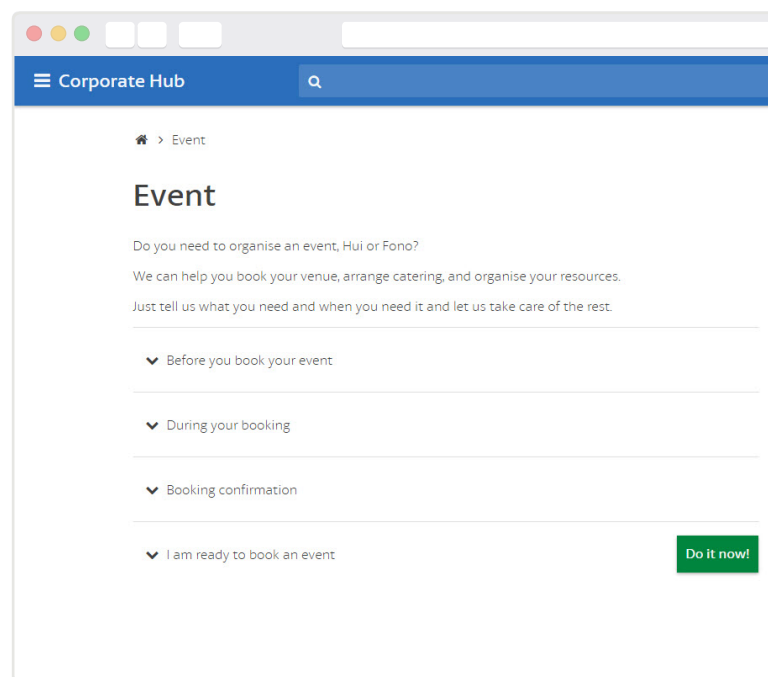 Corporate Hub
Event
Event
Do you need to organise an event, Hui or Fono?
We can help you book your venue, arrange catering, and organise your resources.
Just tell us what you need and when you need it and let us take care of the rest.
Before you book your event
During your booking
Booking confirmation
I am ready to book an event
Do it now!